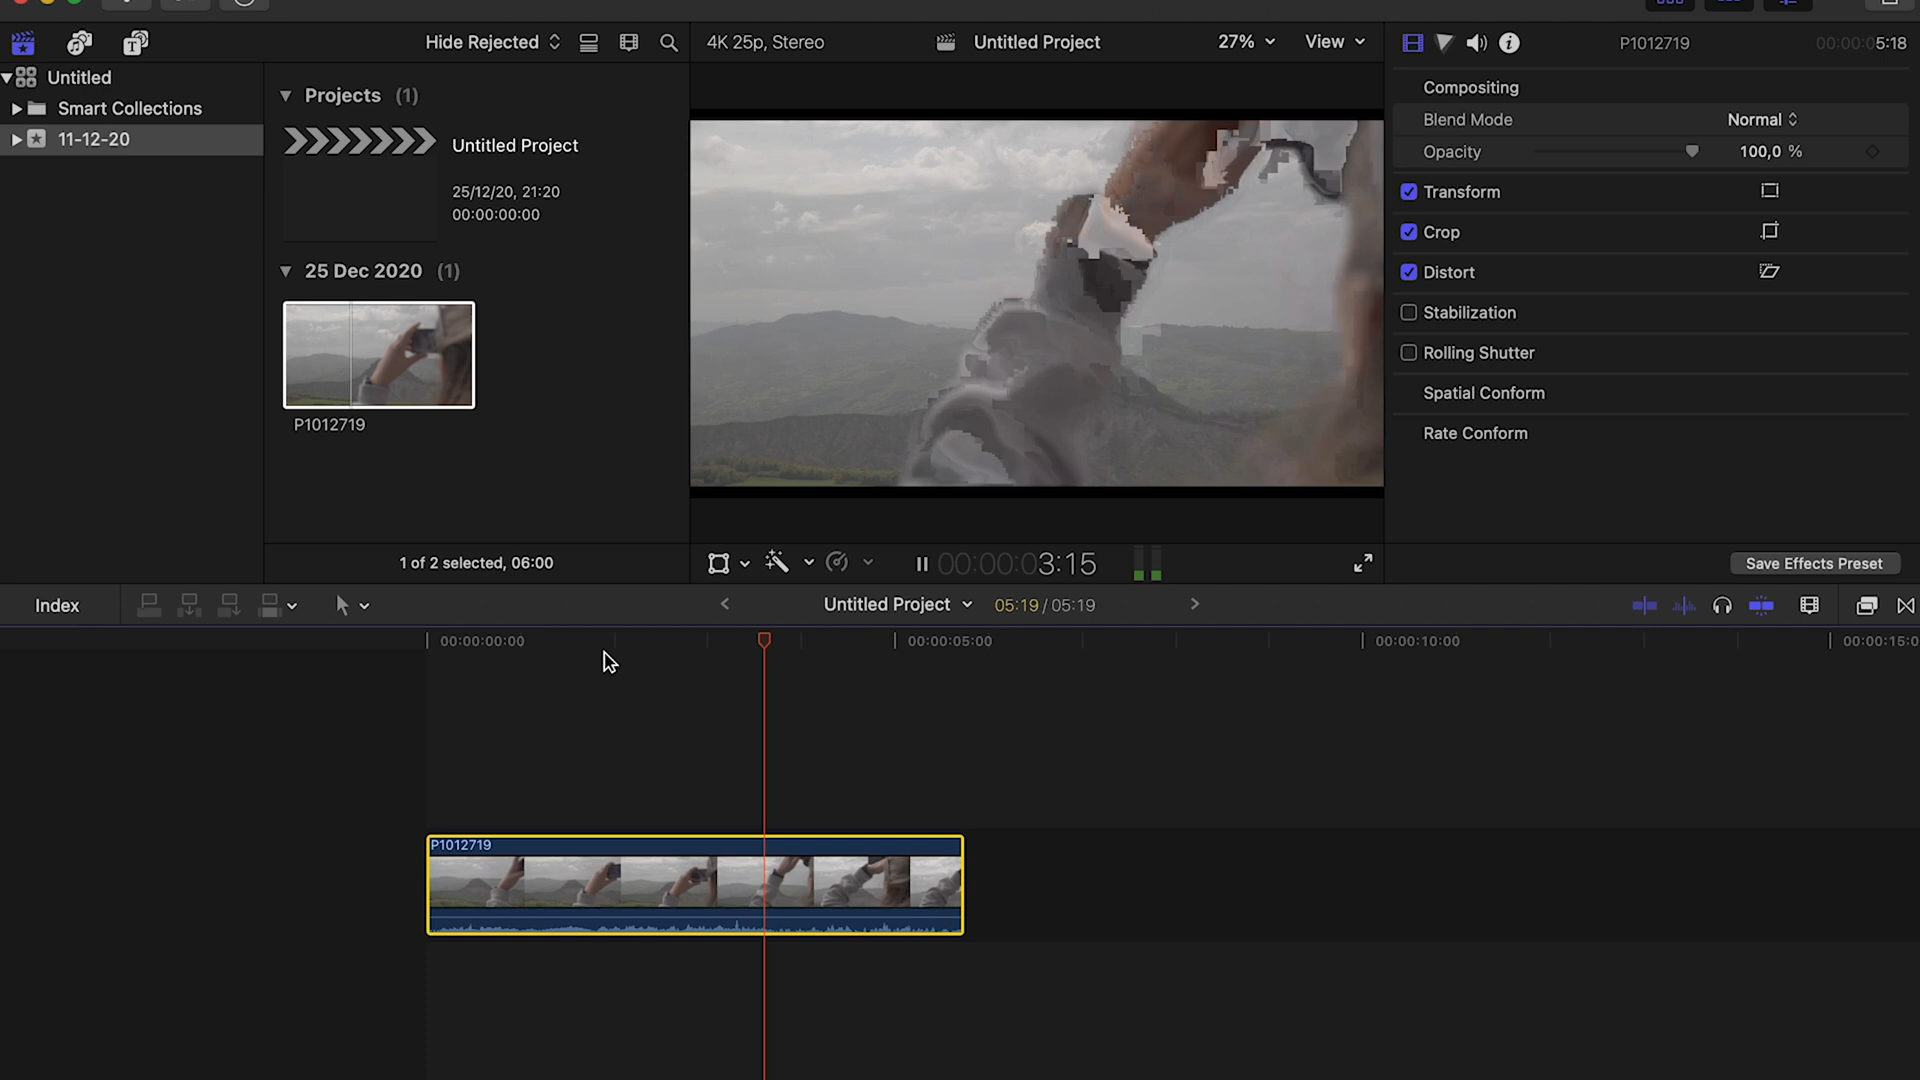 Hide Rejected
4K 25p, Stereo
Untitled Project
27%
View
P1012719
00:00:05:18
Untitled
Smart Collections
11-12-20
Projects (1)
Untitled Project
25/12/20, 21:20
00:00:00:00
25 Dec 2020 (1)
P1012719
1 of 2 selected, 06:00
Compositing
Blend Mode
Normal
Opacity
100,0 %
Transform
Crop
Distort
Stabilization
Rolling Shutter
Spatial Conform
Rate Conform
00:00:03:15
Save Effects Preset
Index
Untitled Project
05:19 / 05:19
00:00:00:00
00:00:05:00
00:00:10:00
00:00:15:0
P1012719